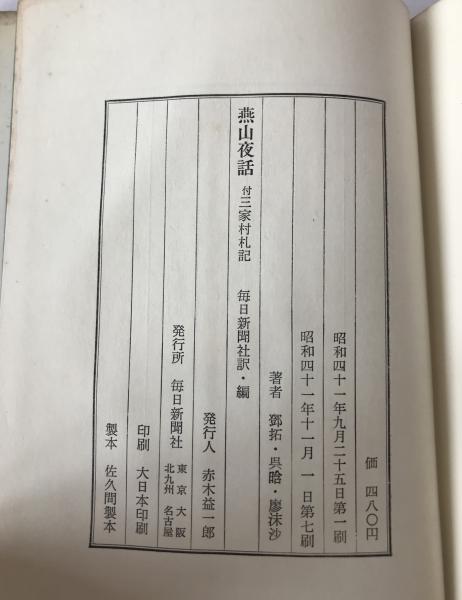 価 四八〇円
昭和四十一年九月二十五日第一刷
昭和四十一年十一月 一 日第七刷
著者 鄧拓・呉晗・廖沫沙
燕山夜話 付 三家村札記 毎日新聞社訳・編
発行人 赤木益一郎
発行所 毎日新聞社 東京 大阪
北九州 名古屋
印刷 大日本印刷
製本 佐久間製本